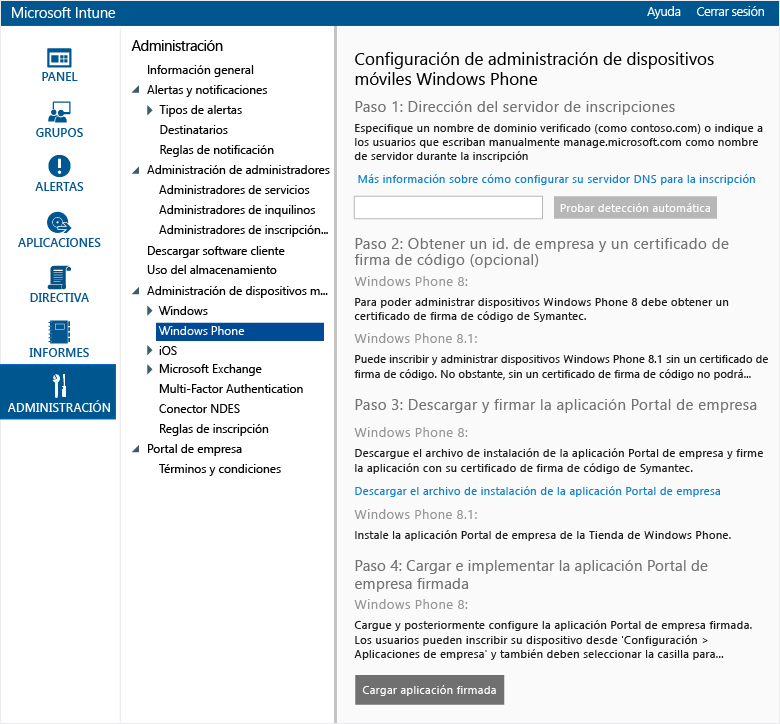 Microsoft Intune
Ayuda Cerrar sesión
PANEL
GRUPOS
ALERTAS
APLICACIONES
DIRECTIVA
INFORMES
ADMINISTRACIÓN
Administración
Información general
Alertas y notificaciones
Tipos de alertas
Destinatarios
Reglas de notificación
Administración de administradores
Administradores de servicios
Administradores de inquilinos
Administradores de inscripción...
Descargar software cliente
Uso del almacenamiento
Administración de dispositivos m...
Windows
Windows Phone
iOS
Microsoft Exchange
Multi-Factor Authentication
Conector NDES
Reglas de inscripción
Portal de empresa
Términos y condiciones
Configuración de administración de dispositivos
móviles Windows Phone
Paso 1: Dirección del servidor de inscripciones
Especifique un nombre de dominio verificado (como contoso.com) o indique a
los usuarios que escriban manualmente manage.microsoft.com como nombre
de servidor durante la inscripción
Más información sobre cómo configurar su servidor DNS para la inscripción
Probar detección automática
Paso 2: Obtener un id. de empresa y un certificado de
firma de código (opcional)
Windows Phone 8:
Para poder administrar dispositivos Windows Phone 8 debe obtener un
certificado de firma de código de Symantec.
Windows Phone 8.1:
Puede inscribir y administrar dispositivos Windows Phone 8.1 sin un certificado de
firma de código. No obstante, sin un certificado de firma de código no podrá...
Paso 3: Descargar y firmar la aplicación Portal de empresa
Windows Phone 8:
Descargue el archivo de instalación de la aplicación Portal de empresa y firme
la aplicación con su certificado de firma de código de Symantec.
Descargar el archivo de instalación de la aplicación Portal de empresa
Windows Phone 8.1:
Instale la aplicación Portal de empresa de la Tienda de Windows Phone.
Paso 4: Cargar e implementar la aplicación Portal de
empresa firmada
Windows Phone 8:
Cargue y posteriormente configure la aplicación Portal de empresa firmada.
Los usuarios pueden inscribir su dispositivo desde 'Configuración >
Aplicaciones de empresa' y también deben seleccionar la casilla para...
Cargar aplicación firmada